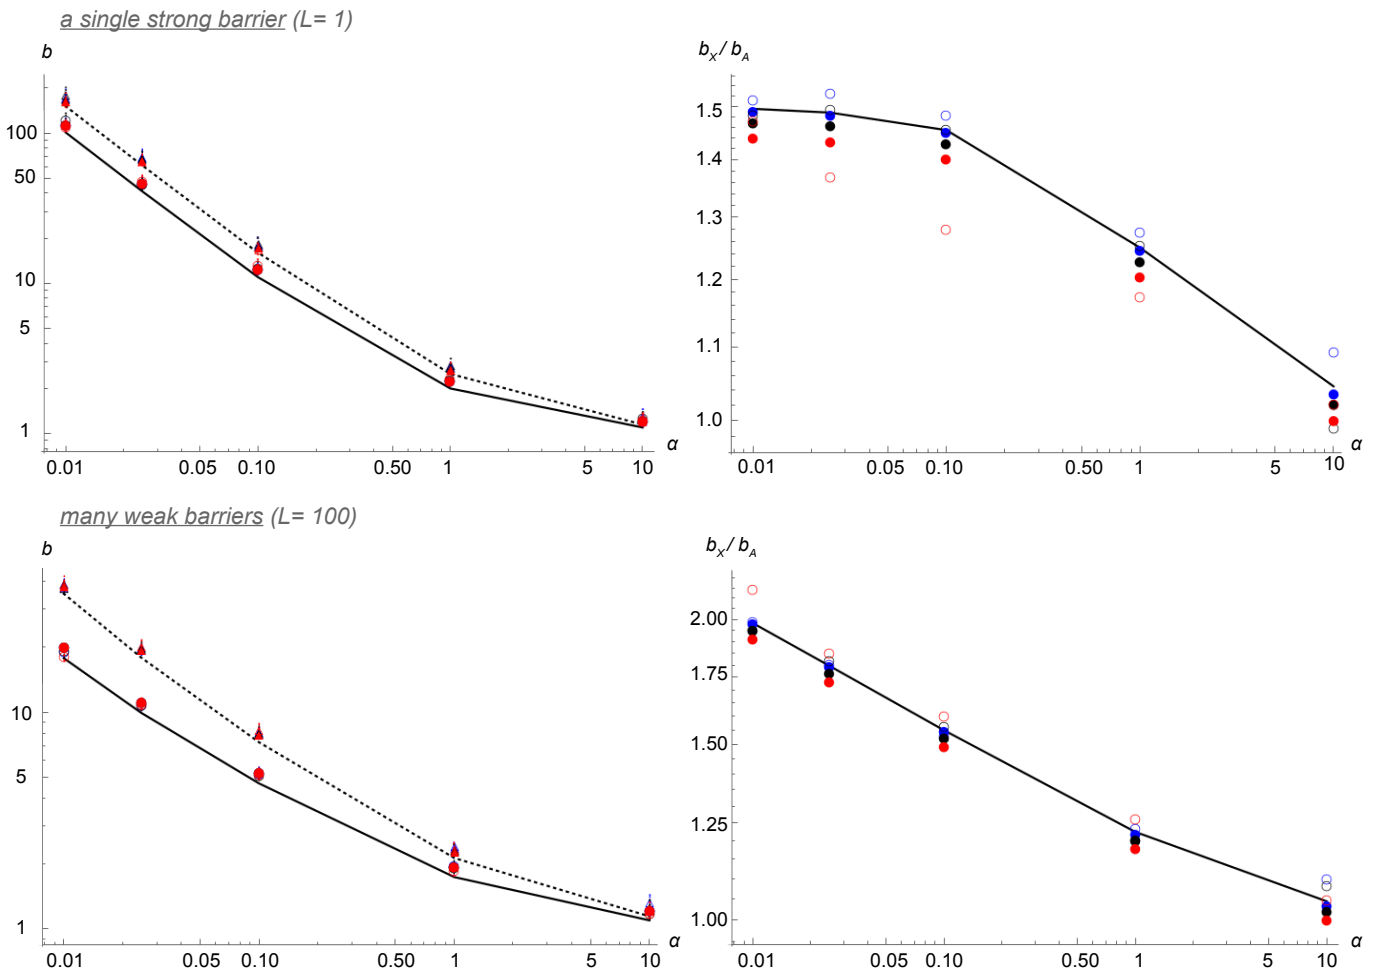 a single strong barrier (L= 1)
b
100
50
10
5
1
0.01 0.05 0.10 0.50 1 5 10 α
bX / bA
1.5
1.4
1.3
1.2
1.1
1.0
0.01 0.05 0.10 0.50 1 5 10 α
many weak barriers (L= 100)
b
10
5
1
0.01 0.05 0.10 0.50 1 5 10 α
bX / bA
2.00
1.75
1.50
1.25
1.00
0.01 0.05 0.10 0.50 1 5 10 α